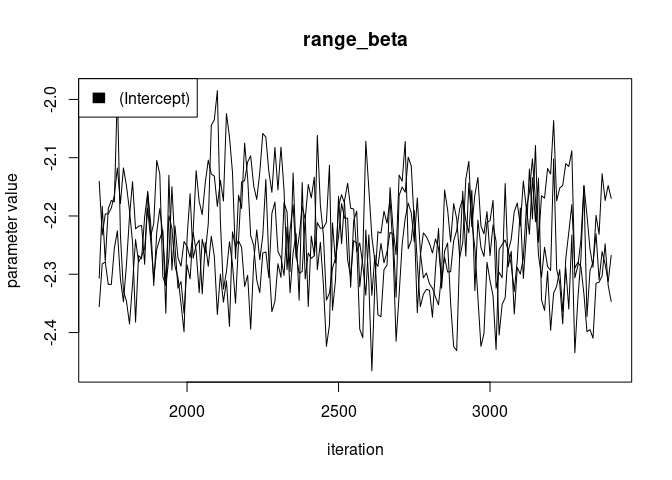 range_beta
(Intercept)
parameter value
-2.0
-2.1
-2.2
-2.3
-2.4
2000 2500 3000
iteration